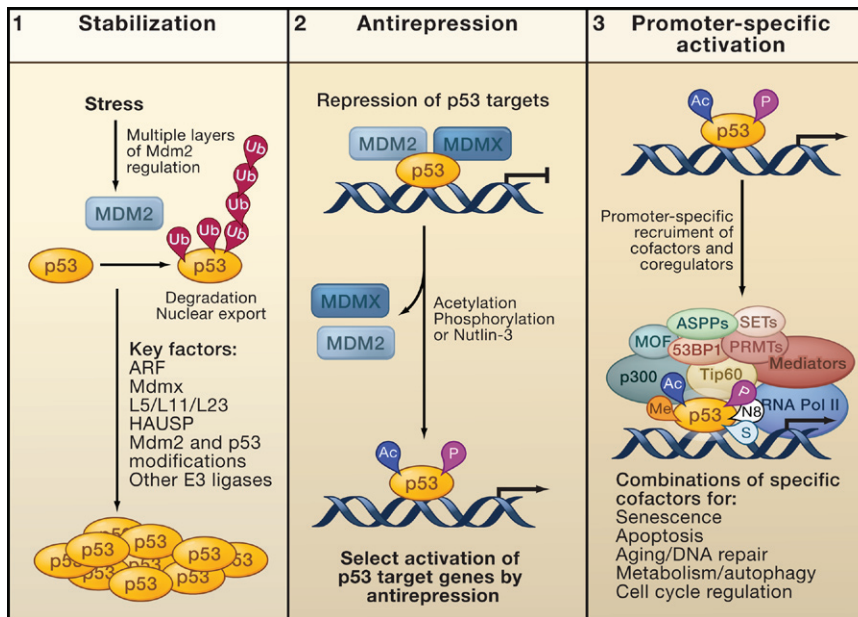 1 Stabilization
Stress
Multiple layers
of Mdm2
regulation
MDM2
Ub
Ub
Ub
Ub
Ub
Ub
p53
p53
Degradation
Nuclear export
Key factors:
ARF
Mdmx
L5/L11/L23
HAUSP
Mdm2 and p53
modifications
Other E3 ligases
p53
p53
p53
p53
p53
p53
p53
p53
p53
2 Antirepression
Repression of p53 targets
MDM2 MDMX
p53
MDMX
MDM2
Acetylation
Phosphorylation
or Nutlin-3
Ac P
p53
Select activation of
p53 target genes by
antirepression
3 Promoter-specific
activation
Ac P
p53
Promoter-specific
recruiment of
cofactors and
coregulators
ASPPs SETs
MOF 53BP1 PRMTs
p300 Tip60 Mediators
Ac P
Me p53 N8 RNA Pol II
S
Combinations of specific
cofactors for:
Senescence
Apoptosis
Aging/DNA repair
Metabolism/autophagy
Cell cycle regulation